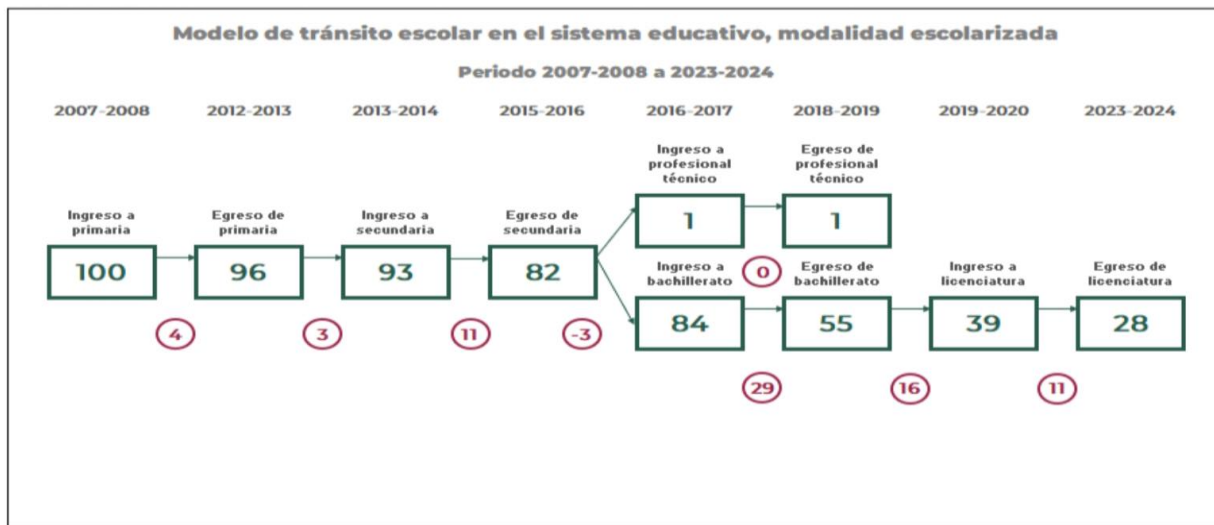 Modelo de tránsito escolar en el sistema educativo, modalidad escolarizada
Periodo 2007-2008 a 2023-2024
2007-2008 2012-2013 2013-2014 2015-2016 2016-2017 2018-2019 2019-2020 2023-2024
Ingreso a
profesional
técnico
1
Egreso de
profesional
técnico
1
0
Ingreso a
primaria
100
4
Egreso de
primaria
96
3
Ingreso a
secundaria
93
11
Egreso de
secundaria
82
-3
Ingreso a
bachillerato
84
29
Egreso de
bachillerato
55
16
Ingreso a
licenciatura
39
11
Egreso de
licenciatura
28